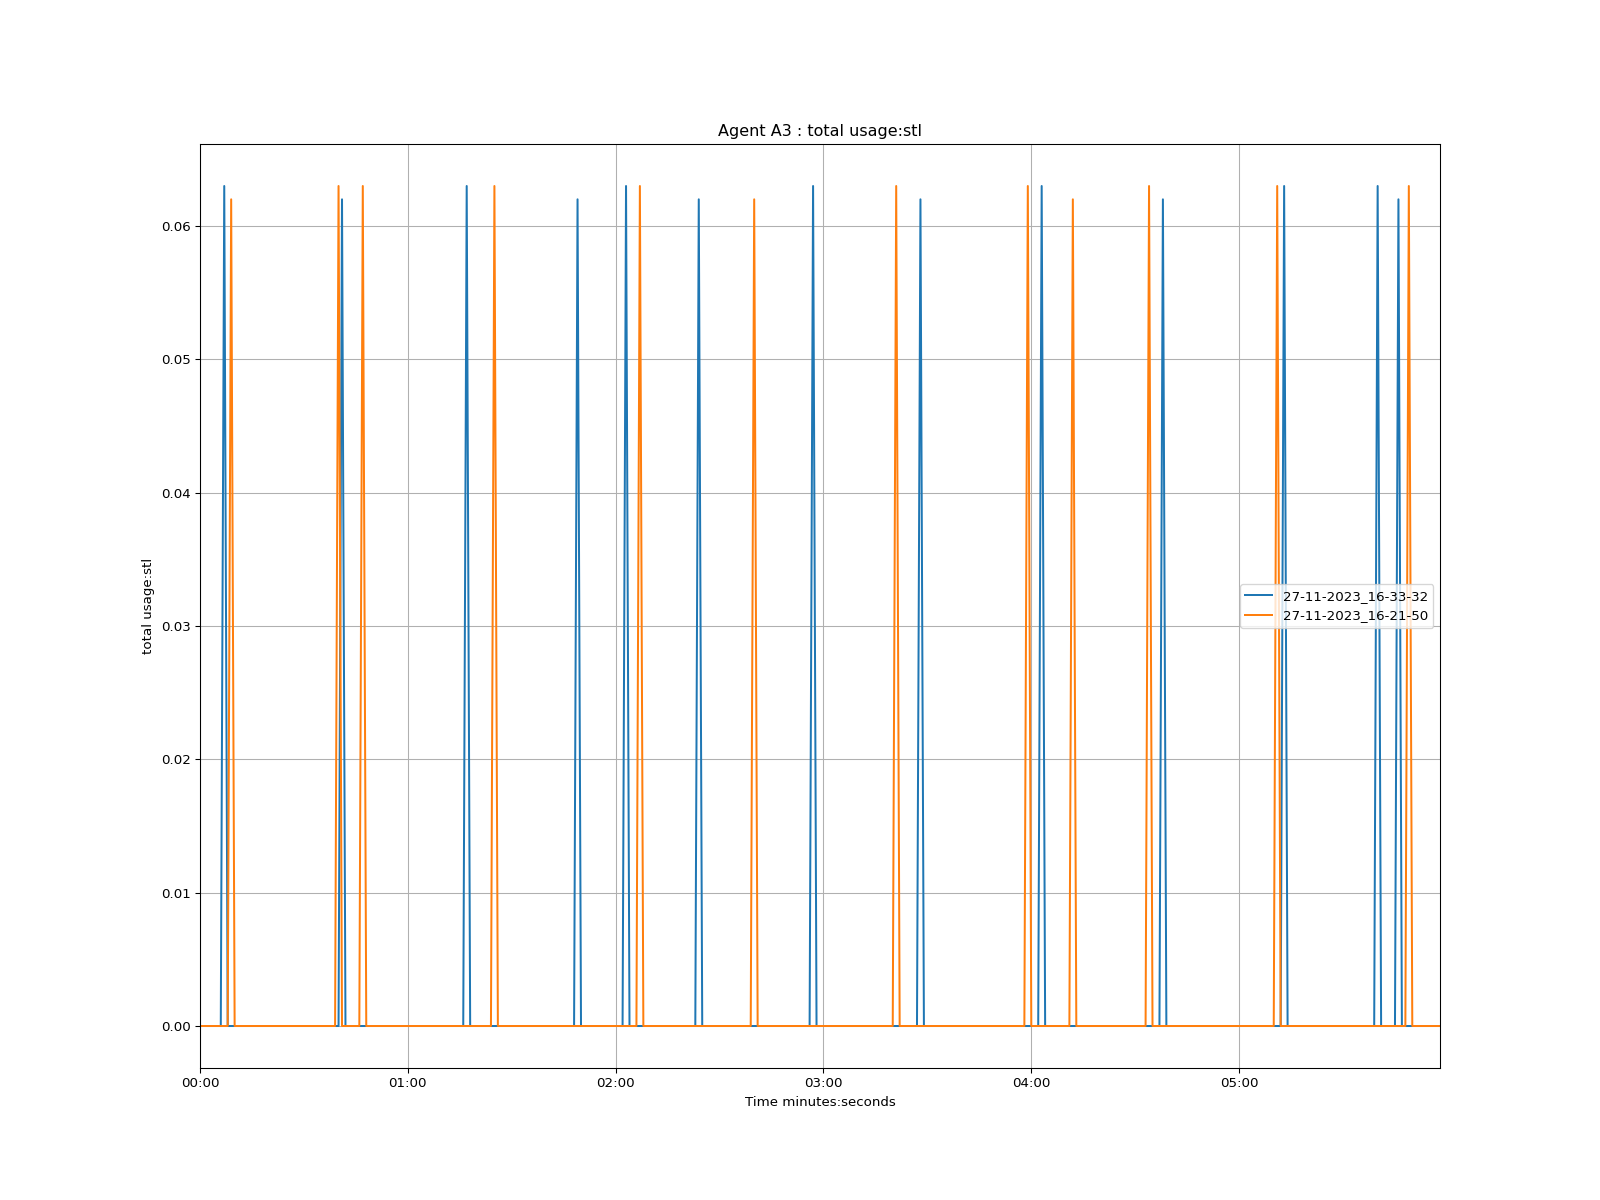 Agent A3 : total usage:stl
total usage:stl
0.06
0.05
0.04
0.03
0.02
0.01
0.00
27-11-2023_16-33-32
27-11-2023_16-21-50
00:00 01:00 02:00 03:00 04:00 05:00
Time minutes:seconds